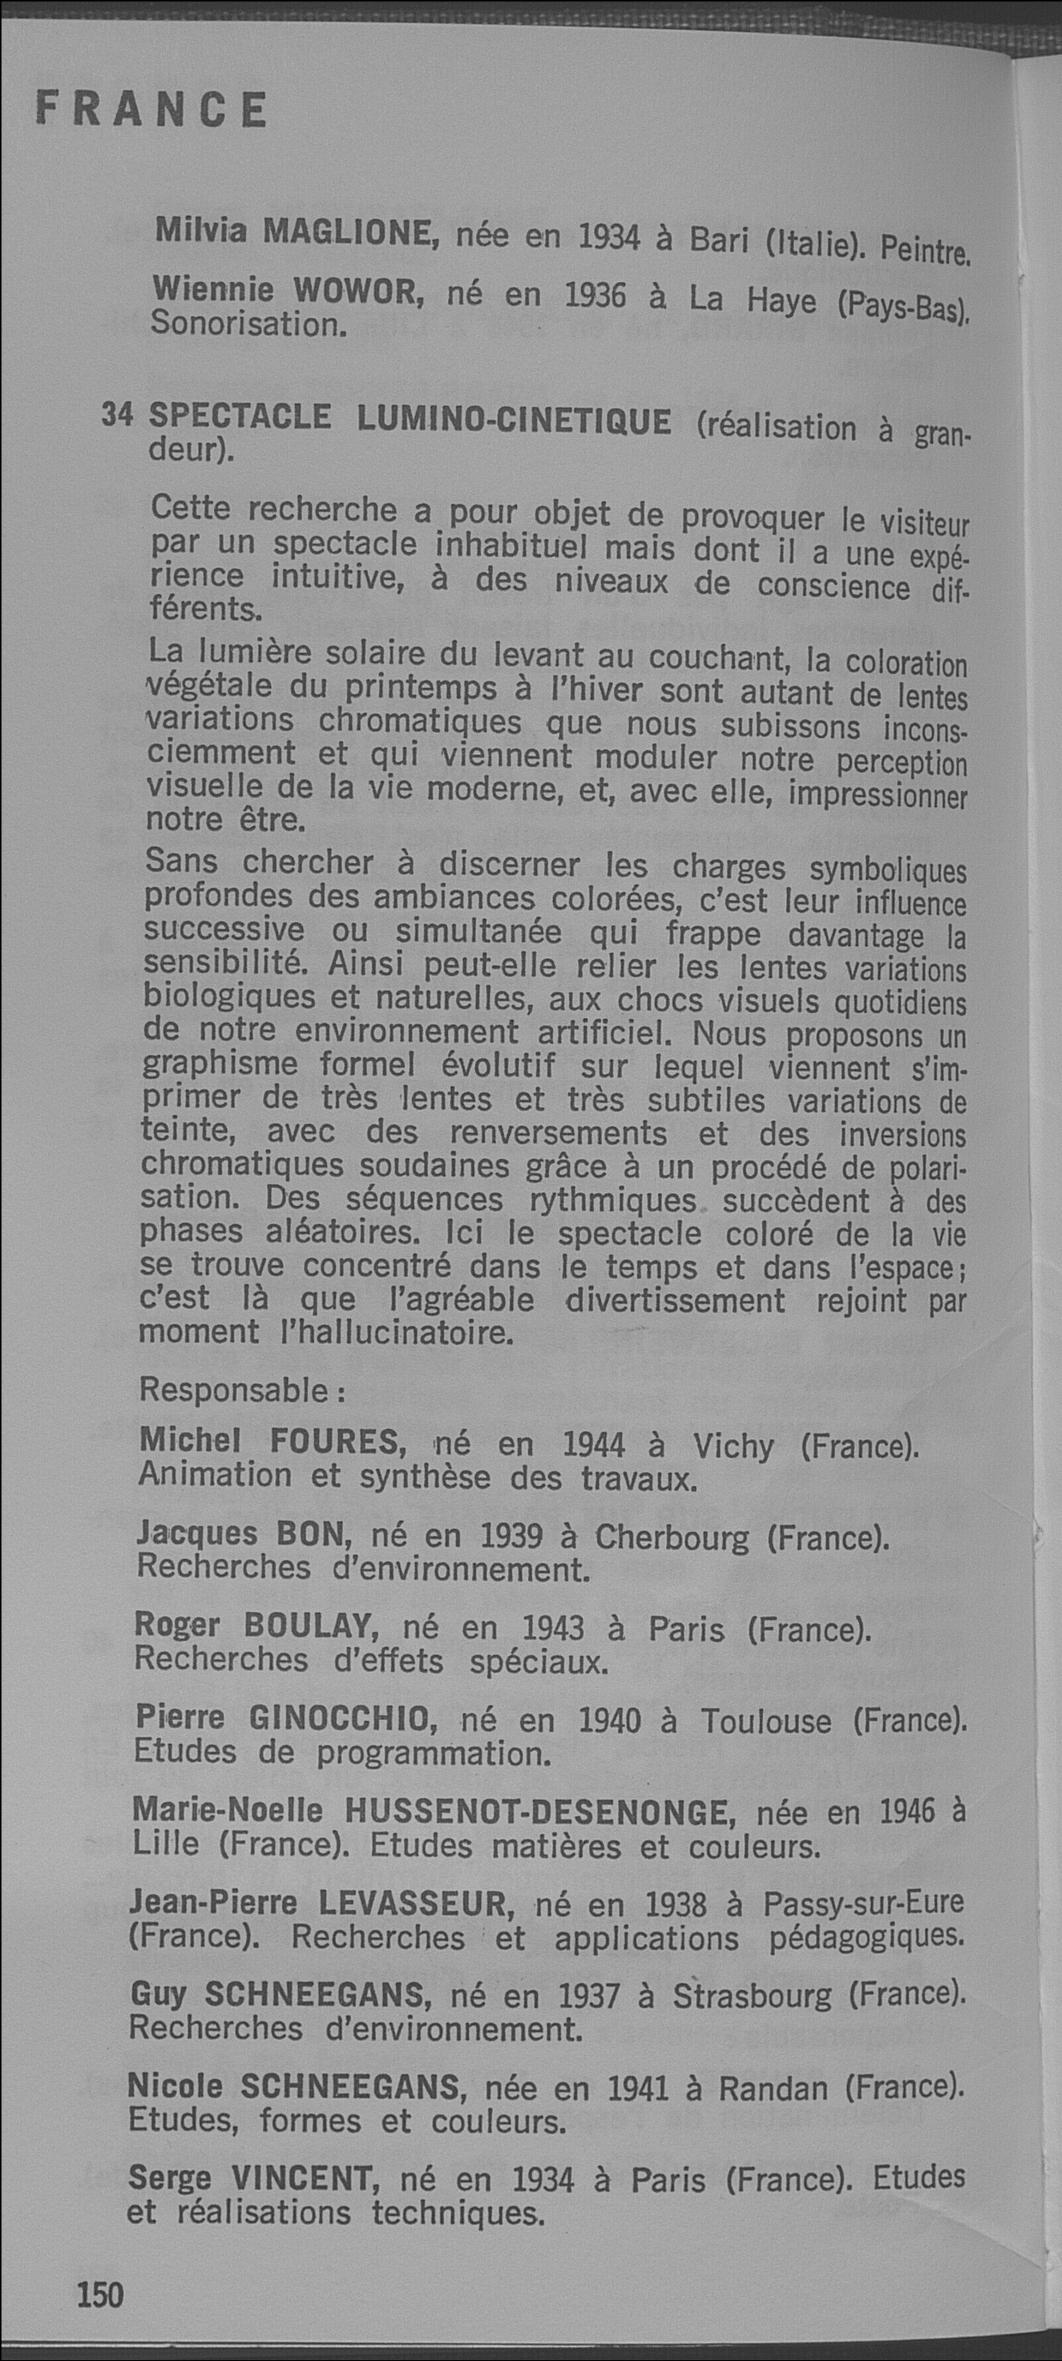 FRANCE
Milvia MAGLIONE, née en 1934 à Bari (Italie). Peintre.
Wiennie WOWOR, né en 1936 à La Haye (Pays-Bas).
Sonorisation.
34 SPECTACLE LUMINO-CINETIQUE (réalisation à gran-
deur).
Cette recherche a pour objet de provoquer le visiteur
par un spectacle inhabituel mais dont il a une expé-
rience intuitive, à des niveaux de conscience dif-
férents.
La lumière solaire du levant au couchant, la coloration
végétale du printemps à l'hiver sont autant de lentes
variations chromatiques que nous subissons incons-
ciemment et qui viennent moduler notre perception
visuelle de la vie moderne, et, avec elle, impressionner
notre être.
Sans chercher à discerner les charges symboliques
profondes des ambiances colorées, c'est leur influence
successive ou simultanée qui frappe davantage la
sensibilité. Ainsi peut-elle relier les lentes variations
biologiques et naturelles, aux chocs visuels quotidiens
de notre environnement artificiel. Nous proposons un
graphisme formel évolutif sur lequel viennent s'im-
primer de très lentes et très subtiles variations de
teinte, avec des renversements et des inversions
chromatiques soudaines grâce à un procédé de polari-
sation. Des séquences rythmiques succèdent à des
phases aléatoires. Ici le spectacle coloré de la vie
se trouve concentré dans le temps et dans l'espace;
c'est là que l'agréable divertissement rejoint par
moment l'hallucinatoire.
Responsable :
Michel FOURES, né en 1944 à Vichy (France).
Animation et synthèse des travaux.
Jacques BON, né en 1939 à Cherbourg (France).
Recherches d'environnement.
Roger BOULAY, né en 1943 à Paris (France).
Recherches d'effets spéciaux.
Pierre GINOCCHIO, né en 1940 à Toulouse (France).
Etudes de programmation.
Marie-Noelle HUSSENOT-DESENONGE, née en 1946 à
Lille (France). Etudes matières et couleurs.
Jean-Pierre LEVASSEUR, né en 1938 à Passy-sur-Eure
(France). Recherches et applications pédagogiques.
Guy SCHNEEGANS, né en 1937 à Strasbourg (France).
Recherches d'environnement.
Nicole SCHNEEGANS, née en 1941 à Randan (France).
Etudes, formes et couleurs.
Serge VINCENT, né en 1934 à Paris (France). Etudes
et réalisations techniques.
150